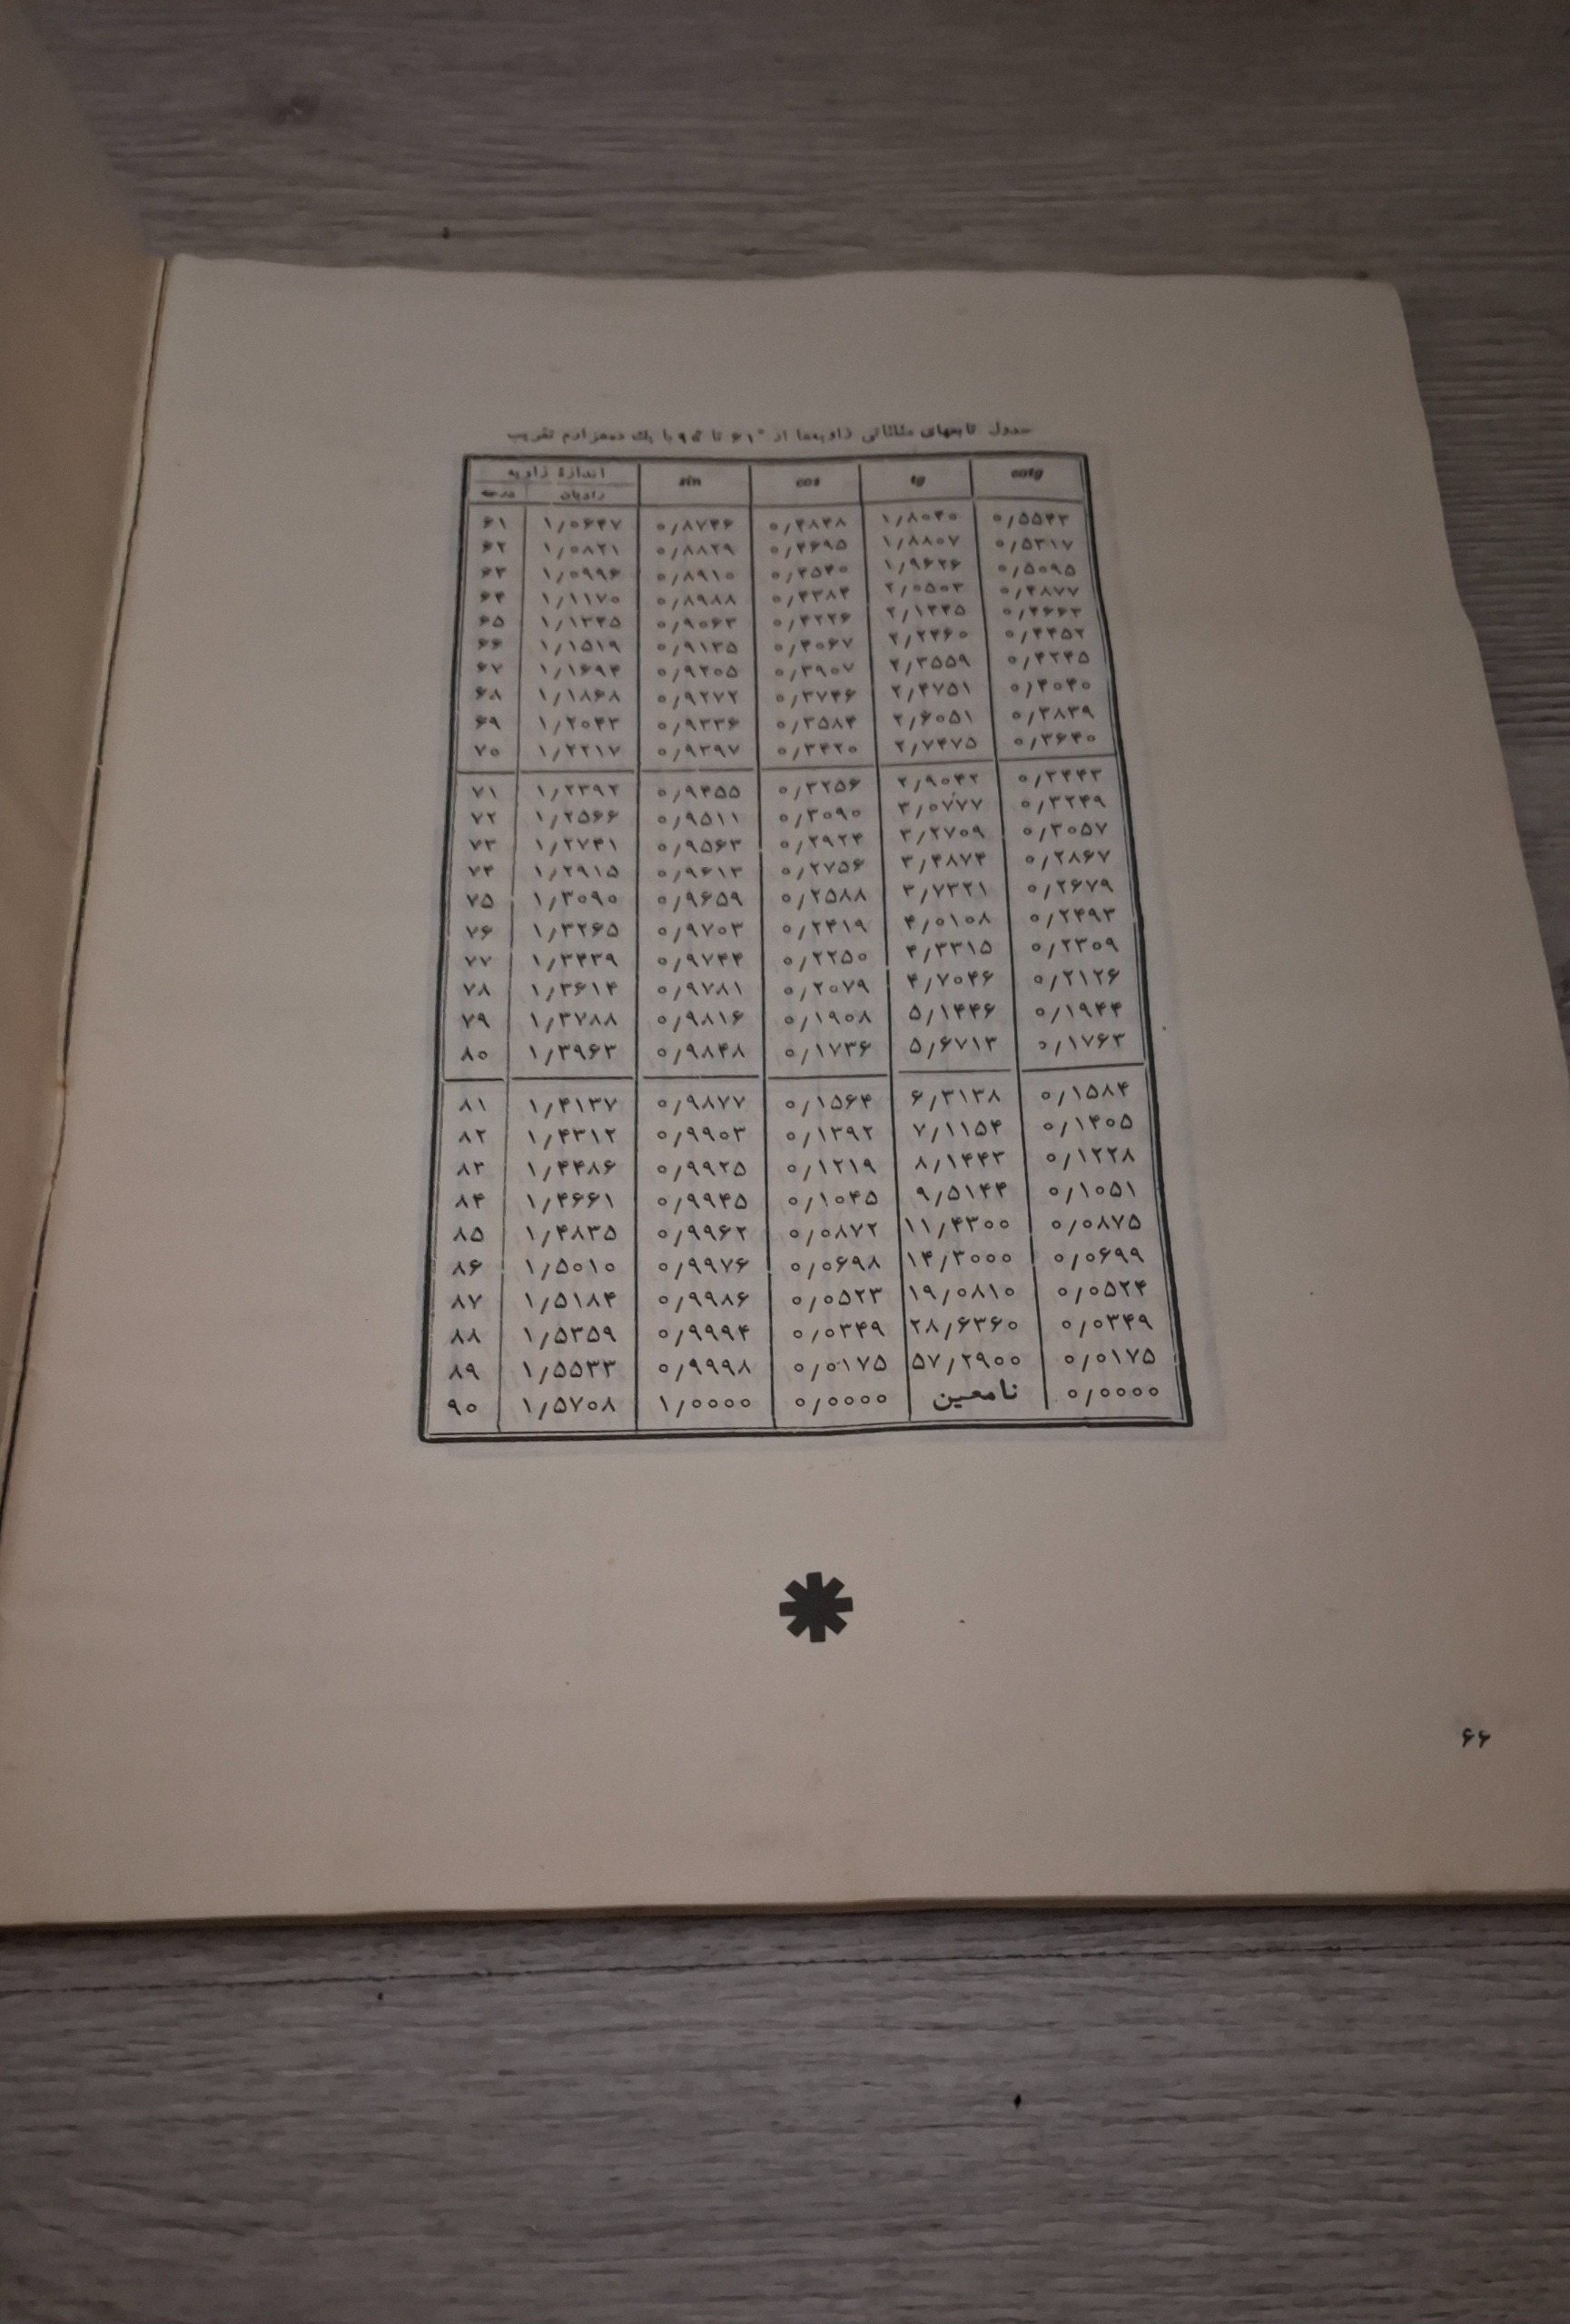 جدول تابعهای مثلثاتی زاویه‌ها از °۶۱ تا °۹۰ با یك دههزارم تقریب
اندازهٔ زاویه sin cos tg cotg
درجه رادیان
۶۱ ۱/۰۶۴۷ ۰/۸۷۴۶ ۰/۴۸۴۸ ۱/۸۰۴۰ ۰/۵۵۴۳
۶۲ ۱/۰۸۲۱ ۰/۸۸۲۹ ۰/۴۶۹۵ ۱/۸۸۰۷ ۰/۵۳۱۷
۶۳ ۱/۰۹۹۶ ۰/۸۹۱۰ ۰/۴۵۴۰ ۱/۹۶۲۶ ۰/۵۰۹۵
۶۴ ۱/۱۱۷۰ ۰/۸۹۸۸ ۰/۴۳۸۴ ۲/۰۵۰۳ ۰/۴۸۷۷
۶۵ ۱/۱۳۴۵ ۰/۹۰۶۳ ۰/۴۲۲۶ ۲/۱۴۴۵ ۰/۴۶۶۳
۶۶ ۱/۱۵۱۹ ۰/۹۱۳۵ ۰/۴۰۶۷ ۲/۲۴۶۰ ۰/۴۴۵۲
۶۷ ۱/۱۶۹۴ ۰/۹۲۰۵ ۰/۳۹۰۷ ۲/۳۵۵۹ ۰/۴۲۴۵
۶۸ ۱/۱۸۶۸ ۰/۹۲۷۲ ۰/۳۷۴۶ ۲/۴۷۵۱ ۰/۴۰۴۰
۶۹ ۱/۲۰۴۳ ۰/۹۳۳۶ ۰/۳۵۸۴ ۲/۶۰۵۱ ۰/۳۸۳۹
۷۰ ۱/۲۲۱۷ ۰/۹۳۹۷ ۰/۳۴۲۰ ۲/۷۴۷۵ ۰/۳۶۴۰
۷۱ ۱/۲۳۹۲ ۰/۹۴۵۵ ۰/۳۲۵۶ ۲/۹۰۴۲ ۰/۳۴۴۳
۷۲ ۱/۲۵۶۶ ۰/۹۵۱۱ ۰/۳۰۹۰ ۳/۰۷۷۷ ۰/۳۲۴۹
۷۳ ۱/۲۷۴۱ ۰/۹۵۶۳ ۰/۲۹۲۴ ۳/۲۷۰۹ ۰/۳۰۵۷
۷۴ ۱/۲۹۱۵ ۰/۹۶۱۳ ۰/۲۷۵۶ ۳/۴۸۷۴ ۰/۲۸۶۷
۷۵ ۱/۳۰۹۰ ۰/۹۶۵۹ ۰/۲۵۸۸ ۳/۷۳۲۱ ۰/۲۶۷۹
۷۶ ۱/۳۲۶۵ ۰/۹۷۰۳ ۰/۲۴۱۹ ۴/۰۱۰۸ ۰/۲۴۹۳
۷۷ ۱/۳۴۳۹ ۰/۹۷۴۴ ۰/۲۲۵۰ ۴/۳۳۱۵ ۰/۲۳۰۹
۷۸ ۱/۳۶۱۴ ۰/۹۷۸۱ ۰/۲۰۷۹ ۴/۷۰۴۶ ۰/۲۱۲۶
۷۹ ۱/۳۷۸۸ ۰/۹۸۱۶ ۰/۱۹۰۸ ۵/۱۴۴۶ ۰/۱۹۴۴
۸۰ ۱/۳۹۶۳ ۰/۹۸۴۸ ۰/۱۷۳۶ ۵/۶۷۱۳ ۰/۱۷۶۳
۸۱ ۱/۴۱۳۷ ۰/۹۸۷۷ ۰/۱۵۶۴ ۶/۳۱۳۸ ۰/۱۵۸۴
۸۲ ۱/۴۳۱۲ ۰/۹۹۰۳ ۰/۱۳۹۲ ۷/۱۱۵۴ ۰/۱۴۰۵
۸۳ ۱/۴۴۸۶ ۰/۹۹۲۵ ۰/۱۲۱۹ ۸/۱۴۴۳ ۰/۱۲۲۸
۸۴ ۱/۴۶۶۱ ۰/۹۹۴۵ ۰/۱۰۴۵ ۹/۵۱۴۴ ۰/۱۰۵۱
۸۵ ۱/۴۸۳۵ ۰/۹۹۶۲ ۰/۰۸۷۲ ۱۱/۴۳۰۰ ۰/۰۸۷۵
۸۶ ۱/۵۰۱۰ ۰/۹۹۷۶ ۰/۰۶۹۸ ۱۴/۳۰۰۰ ۰/۰۶۹۹
۸۷ ۱/۵۱۸۴ ۰/۹۹۸۶ ۰/۰۵۲۳ ۱۹/۰۸۱۰ ۰/۰۵۲۴
۸۸ ۱/۵۳۵۹ ۰/۹۹۹۴ ۰/۰۳۴۹ ۲۸/۶۳۶۰ ۰/۰۳۴۹
۸۹ ۱/۵۵۳۳ ۰/۹۹۹۸ ۰/۰۱۷۵ ۵۷/۲۹۰۰ ۰/۰۱۷۵
۹۰ ۱/۵۷۰۸ ۱/۰۰۰۰ ۰/۰۰۰۰ نامعین ۰/۰۰۰۰
۶۶